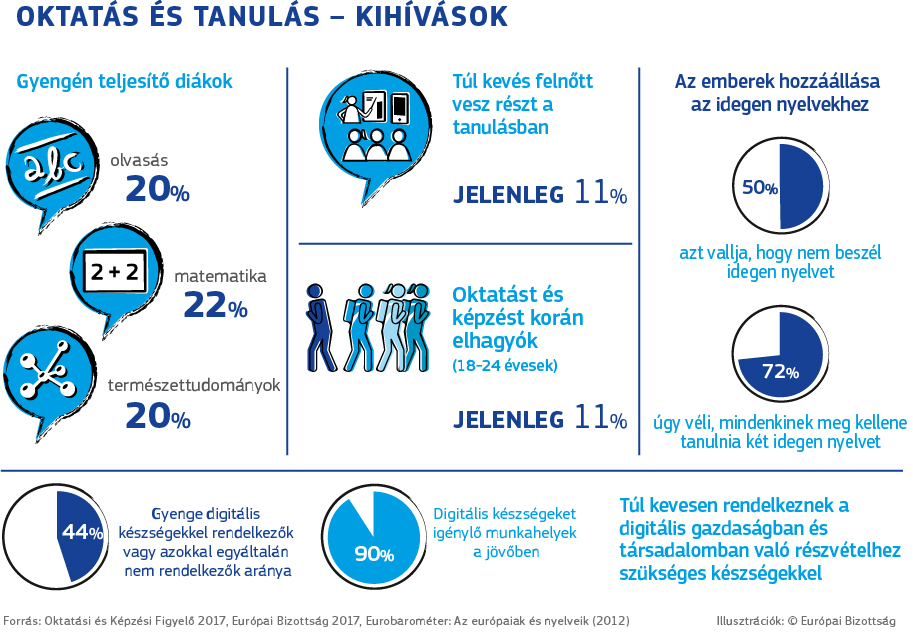 OKTATÁS ÉS TANULÁS – KIHÍVÁSOK
Gyengén teljesítő diákok
abc
olvasás
20%
2 + 2
matematika
22%
természettudományok
20%
Túl kevés felnőtt
vesz részt a
tanulásban
JELENLEG 11%
Oktatást és
képzést korán
elhagyók
(18-24 évesek)
JELENLEG 11%
Az emberek hozzáállása
az idegen nyelvekhez
50%
azt vallja, hogy nem beszél
idegen nyelvet
72%
úgy véli, mindenkinek meg kellene
tanulnia két idegen nyelvet
44%
Gyenge digitális
készségekkel rendelkezők
vagy azokkal egyáltalán
nem rendelkezők aránya
90%
Digitális készségeket
igénylő munkahelyek
a jövőben
Túl kevesen rendelkeznek a
digitális gazdaságban és
társadalomban való részvételhez
szükséges készségekkel
Forrás: Oktatási és Képzési Figyelő 2017, Európai Bizottság 2017, Eurobarométer: Az európaiak és nyelveik (2012)
Illusztrációk: © Európai Bizottság